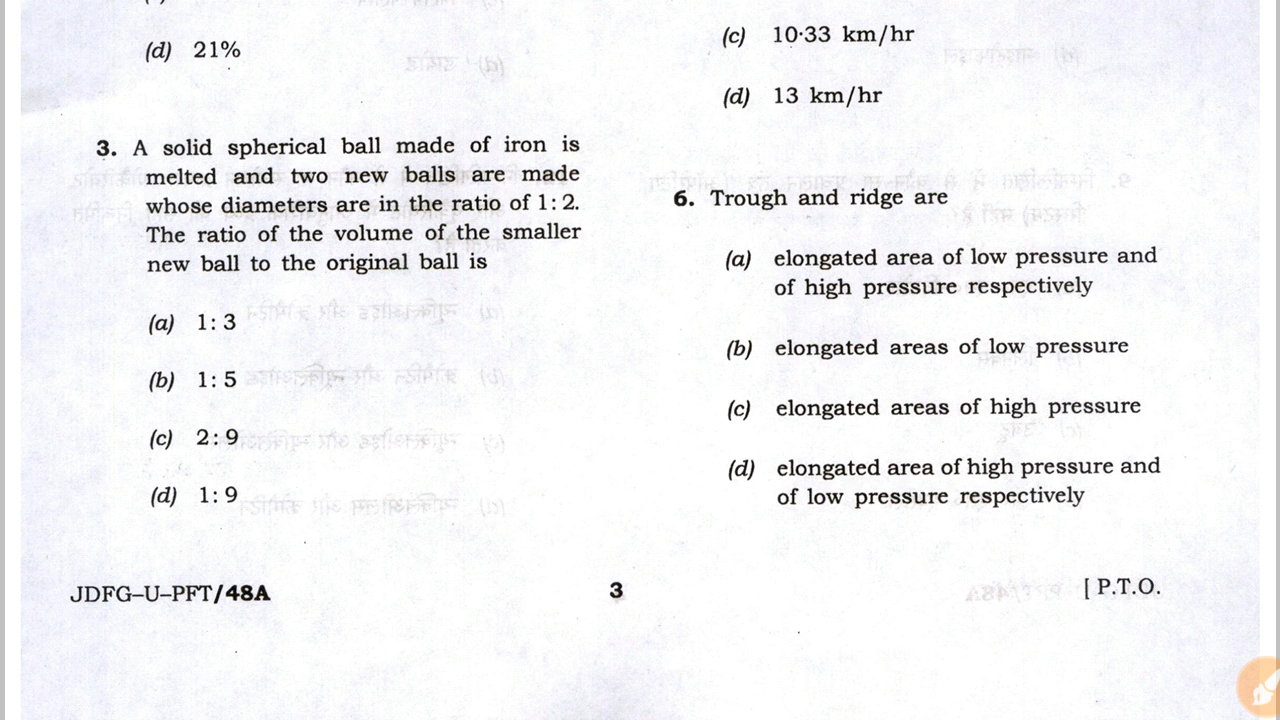 (d) 21%
3. A solid spherical ball made of iron is
melted and two new balls are made
whose diameters are in the ratio of 1 : 2.
The ratio of the volume of the smaller
new ball to the original ball is
(a) 1 : 3
(b) 1 : 5
(c) 2 : 9
(d) 1 : 9
(c) 10·33 km/hr
(d) 13 km/hr
6. Trough and ridge are
(a) elongated area of low pressure and
of high pressure respectively
(b) elongated areas of low pressure
(c) elongated areas of high pressure
(d) elongated area of high pressure and
of low pressure respectively
JDFG–U–PFT/48A
3
[ P.T.O.